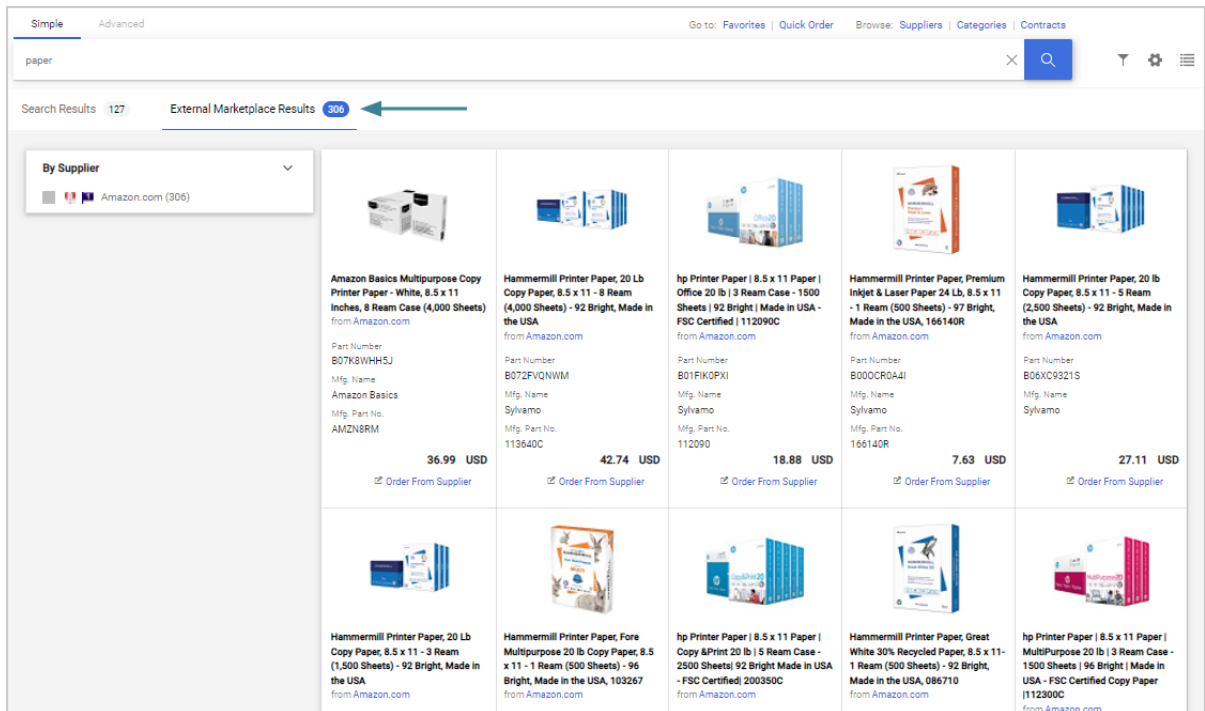 Simple Advanced Go to: Favorites | Quick Order Browse: Suppliers | Categories | Contracts
paper
Search Results 127 External Marketplace Results 306
By Supplier
Amazon.com (306)
Amazon Basics Multipurpose Copy
Printer Paper - White, 8.5 x 11
Inches, 8 Ream Case (4,000 Sheets)
from Amazon.com
Part Number
B07K8WHH5J
Mfg. Name
Amazon Basics
Mfg. Part No.
AMZN8RM
36.99 USD
Order From Supplier
Hammermill Printer Paper, 20 Lb
Copy Paper, 8.5 x 11 - 8 Ream
(4,000 Sheets) - 92 Bright, Made in
the USA
from Amazon.com
Part Number
B072FVQNWM
Mfg. Name
Sylvamo
Mfg. Part No.
113640C
42.74 USD
Order From Supplier
Office20
hp Printer Paper | 8.5 x 11 Paper |
Office 20 lb | 3 Ream Case - 1500
Sheets | 92 Bright | Made in USA -
FSC Certified | 112090C
from Amazon.com
Part Number
B01FIK0PXI
Mfg. Name
Sylvamo
Mfg. Part No.
112090
18.88 USD
Order From Supplier
Hammermill Printer Paper, Premium
Inkjet & Laser Paper 24 Lb, 8.5 x 11
- 1 Ream (500 Sheets) - 97 Bright,
Made in the USA, 166140R
from Amazon.com
Part Number
B000CR0A4I
Mfg. Name
Sylvamo
Mfg. Part No.
166140R
7.63 USD
Order From Supplier
Hammermill Printer Paper, 20 lb
Copy Paper, 8.5 x 11 - 5 Ream
(2,500 Sheets) - 92 Bright, Made in
the USA
from Amazon.com
Part Number
B06XC9321S
Mfg. Name
Sylvamo
27.11 USD
Order From Supplier
Hammermill Printer Paper, 20 Lb
Copy Paper, 8.5 x 11 - 3 Ream
(1,500 Sheets) - 92 Bright, Made in
the USA
from Amazon.com
Hammermill Printer Paper, Fore
Multipurpose 20 lb Copy Paper, 8.5
x 11 - 1 Ream (500 Sheets) - 96
Bright, Made in the USA, 103267
from Amazon.com
Copy&Print20
hp Printer Paper | 8.5 x 11 Paper |
Copy &Print 20 lb | 5 Ream Case -
2500 Sheets| 92 Bright Made in USA
- FSC Certified| 200350C
from Amazon.com
Hammermill Printer Paper, Great
White 30% Recycled Paper, 8.5 x 11-
1 Ream (500 Sheets) - 92 Bright,
Made in the USA, 086710
from Amazon.com
MultiPurpose20
hp Printer Paper | 8.5 x 11 Paper |
MultiPurpose 20 lb | 3 Ream Case -
1500 Sheets | 96 Bright | Made in
USA - FSC Certified Copy Paper
|112300C
from Amazon.com